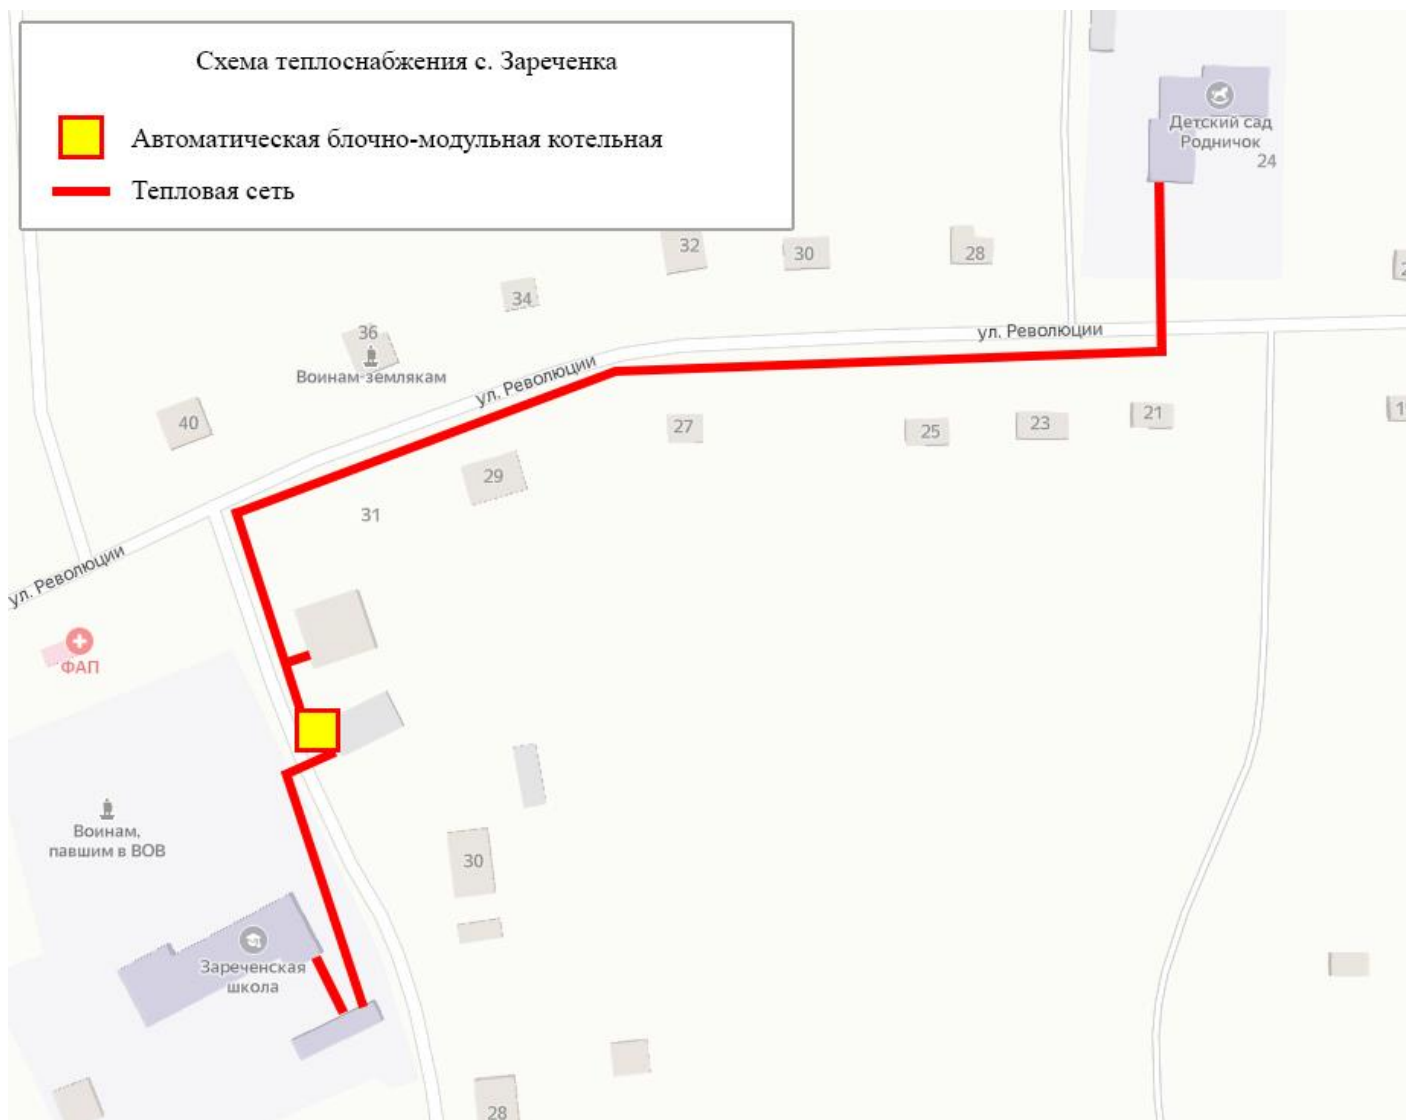 Схема теплоснабжения с. Зареченка
Автоматическая блочно-модульная котельная
Тепловая сеть
Детский сад
Родничок
24
32
30
28
34
36
Воинам-землякам
ул. Революции
ул. Революции
40
27
25
23
21
29
31
ул. Революции
ФАП
Воинам,
павшим в ВОВ
30
Зареченская
школа
28